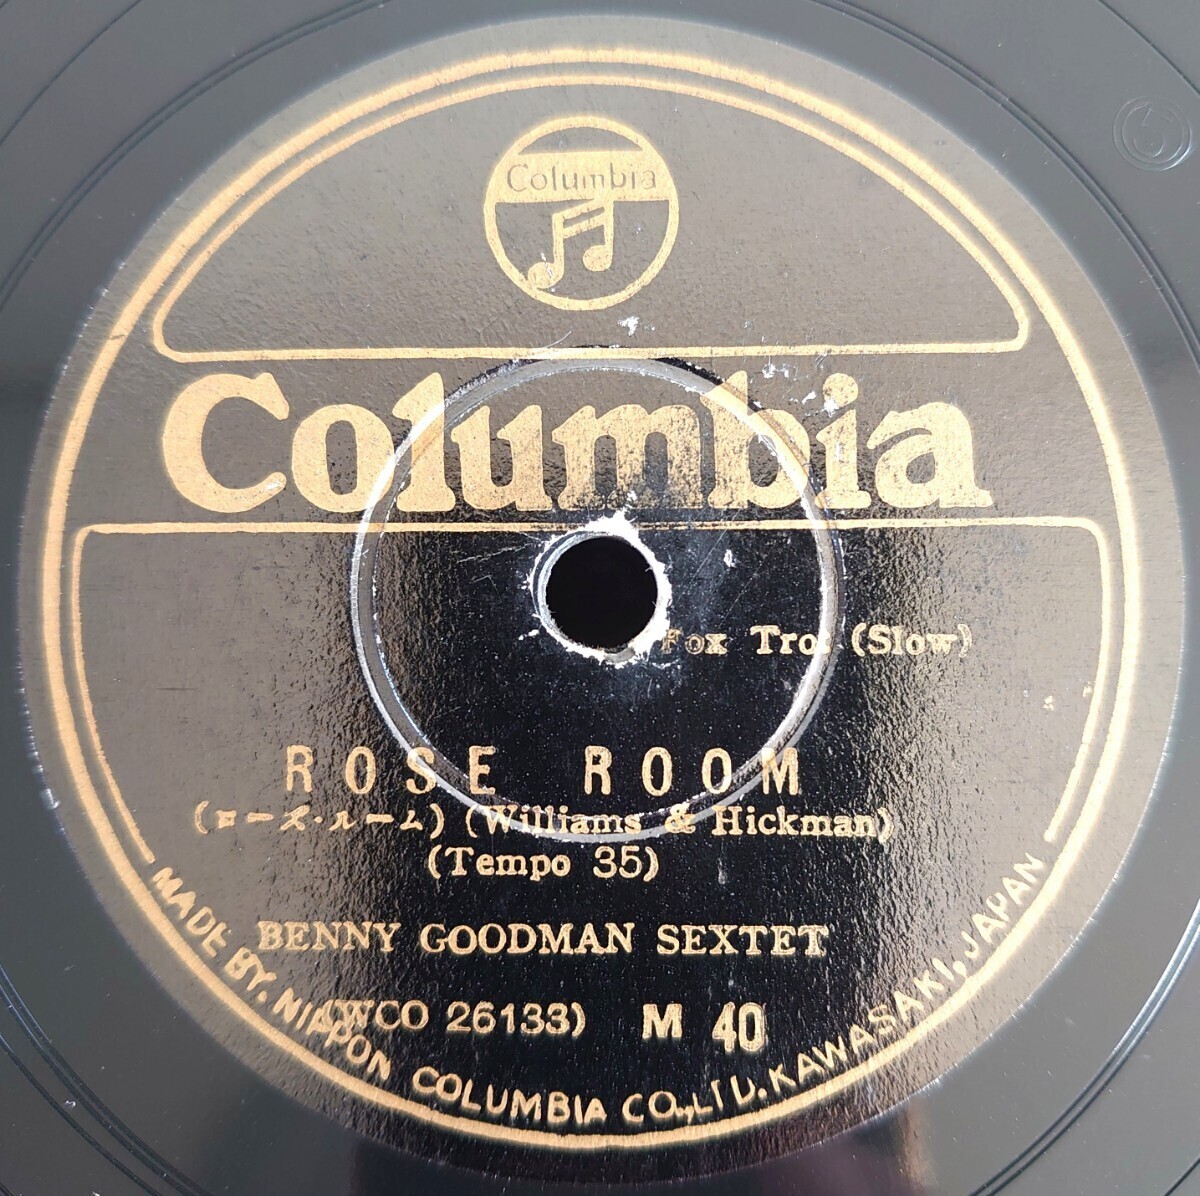 Columbia
Columbia
Fox Trot (Slow)
ROSE ROOM
(ローズ・ルーム) (Williams & Hickman)
(Tempo 35)
BENNY GOODMAN SEXTET
(WCO 26133) M 40
MADE BY. NIPPON COLUMBIA CO., LTD. KAWASAKI, JAPAN